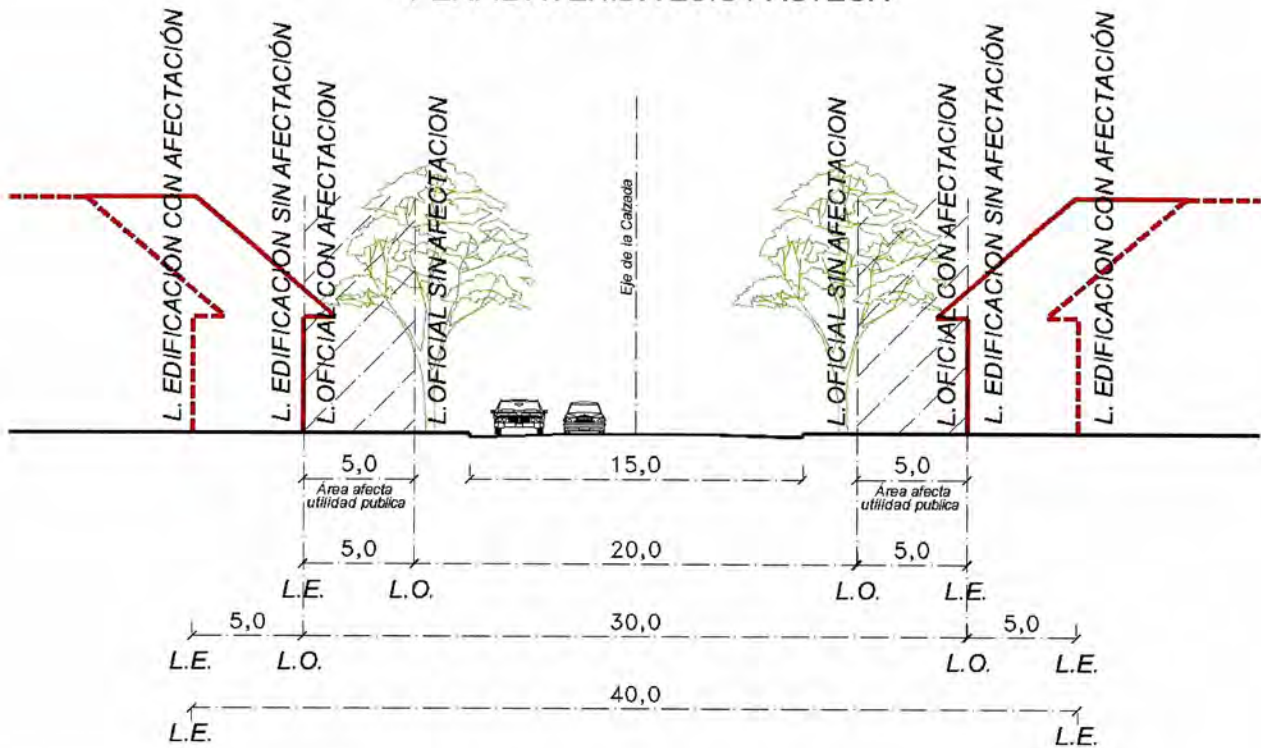 L. EDIFICACIÓN CON AFECTACIÓN
L. EDIFICACION SIN AFECTACIÓN
L.OFICIAL CON AFECTACION
L.OFICIAL SIN AFECTACION
Eje de la Calzada
L.OFICIAL SIN AFECTACION
L.OFICIAL CON AFECTACION
L. EDIFICACIÓN SIN AFECTACIÓN
L. EDIFICACION CON AFECTACIÓN
5,0
15,0
5,0
Área afecta
utilidad publica
Área afecta
utilidad publica
5,0
20,0
5,0
L.E.
L.O.
L.O.
L.E.
5,0
30,0
5,0
L.E.
L.O.
L.O.
L.E.
40,0
L.E.
L.E.